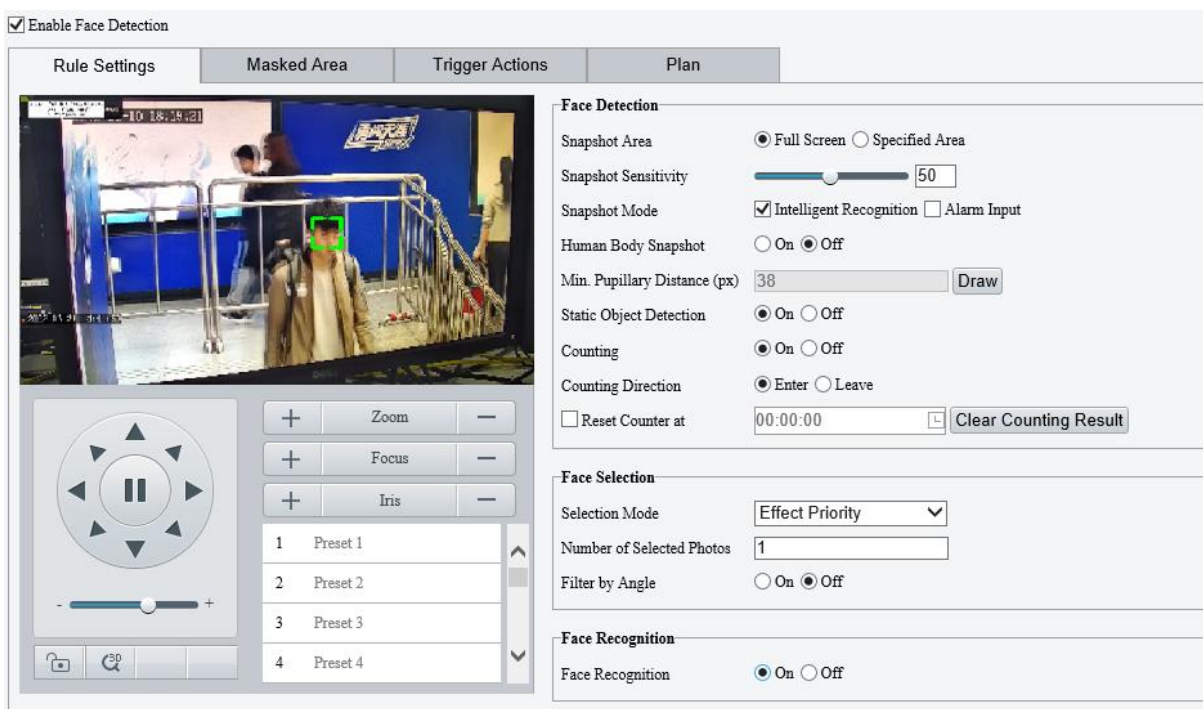 Enable Face Detection
Rule Settings
Masked Area
Trigger Actions
Plan
18:19:21
Zoom
Focus
Iris
1 Preset 1
2 Preset 2
3 Preset 3
4 Preset 4
- +
3D
Face Detection
Snapshot Area Full Screen Specified Area
Snapshot Sensitivity 50
Snapshot Mode Intelligent Recognition Alarm Input
Human Body Snapshot On Off
Min. Pupillary Distance (px) 38 Draw
Static Object Detection On Off
Counting On Off
Counting Direction Enter Leave
Reset Counter at 00:00:00 Clear Counting Result
Face Selection
Selection Mode Effect Priority
Number of Selected Photos 1
Filter by Angle On Off
Face Recognition
Face Recognition On Off